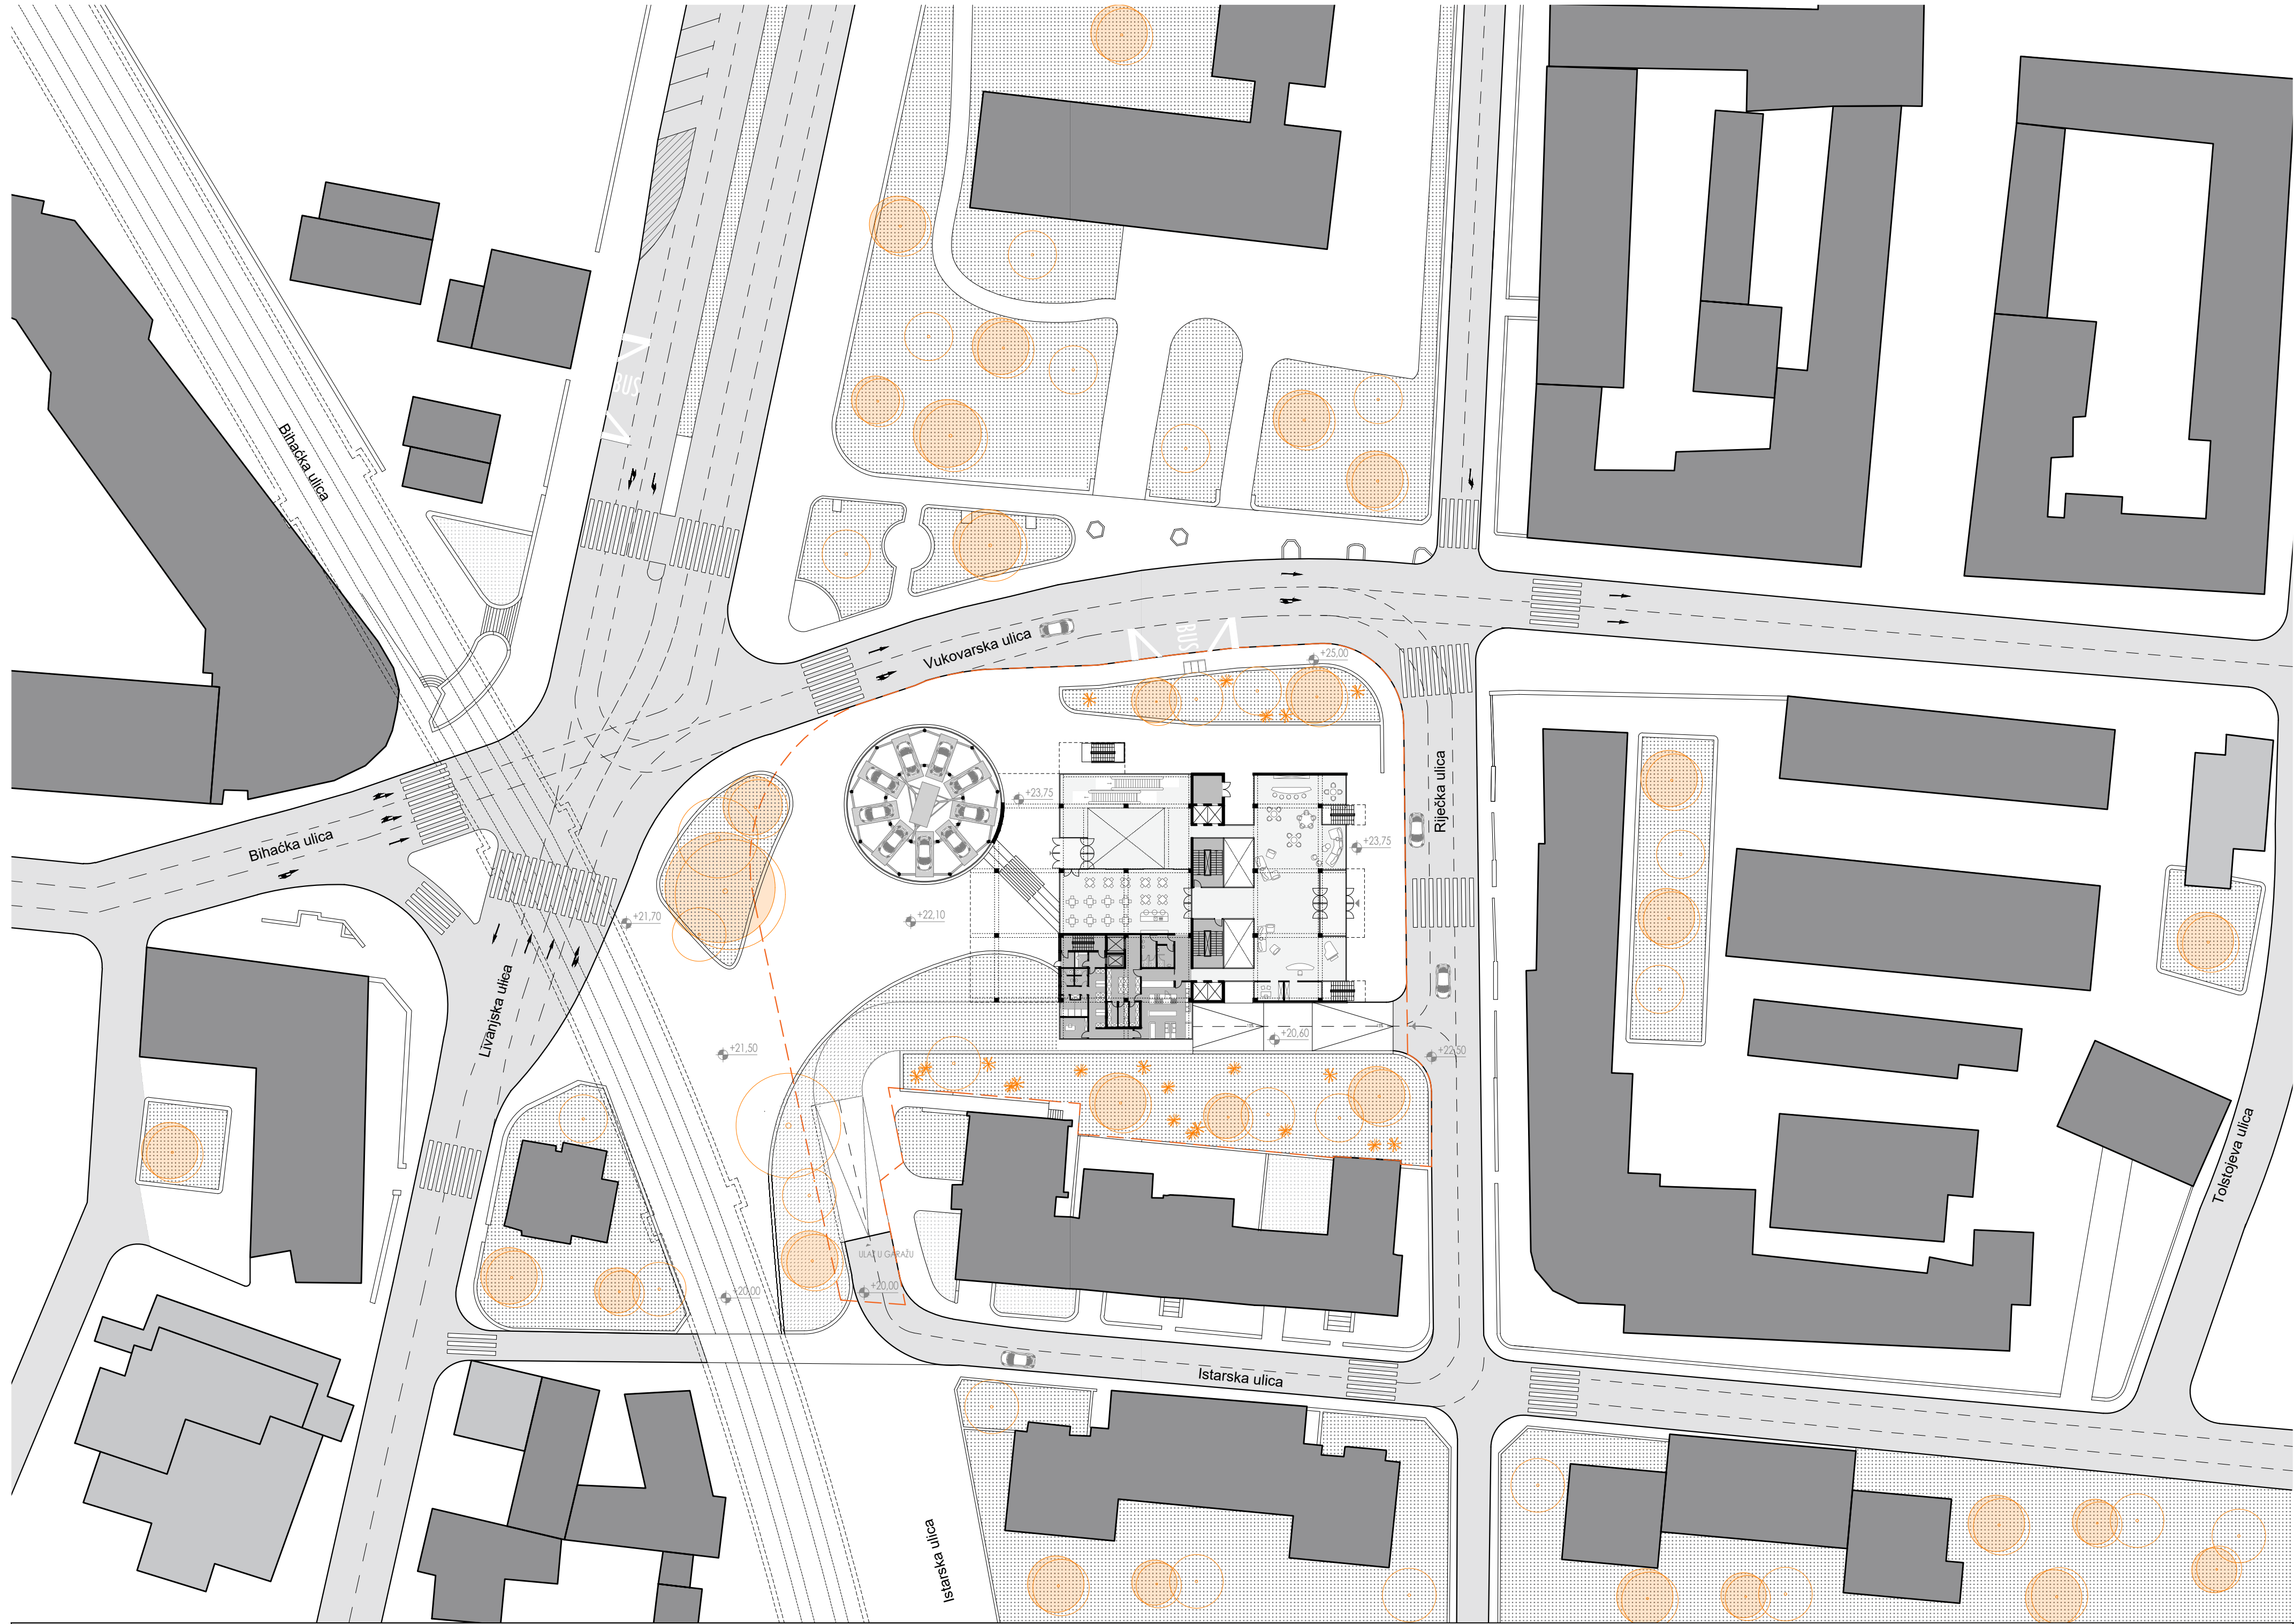 BUS
Bihaćka ulica
Vukovarska ulica
BUS
+25,00
Riječka ulica
+23,75
+23,75
Bihaćka ulica
+21,70
+22,10
Livanjska ulica
+21,50
+20,60
+22,50
Tolstojeva ulica
ULAZ U GARAŽU
+20,00
+20,00
Istarska ulica
Istarska ulica